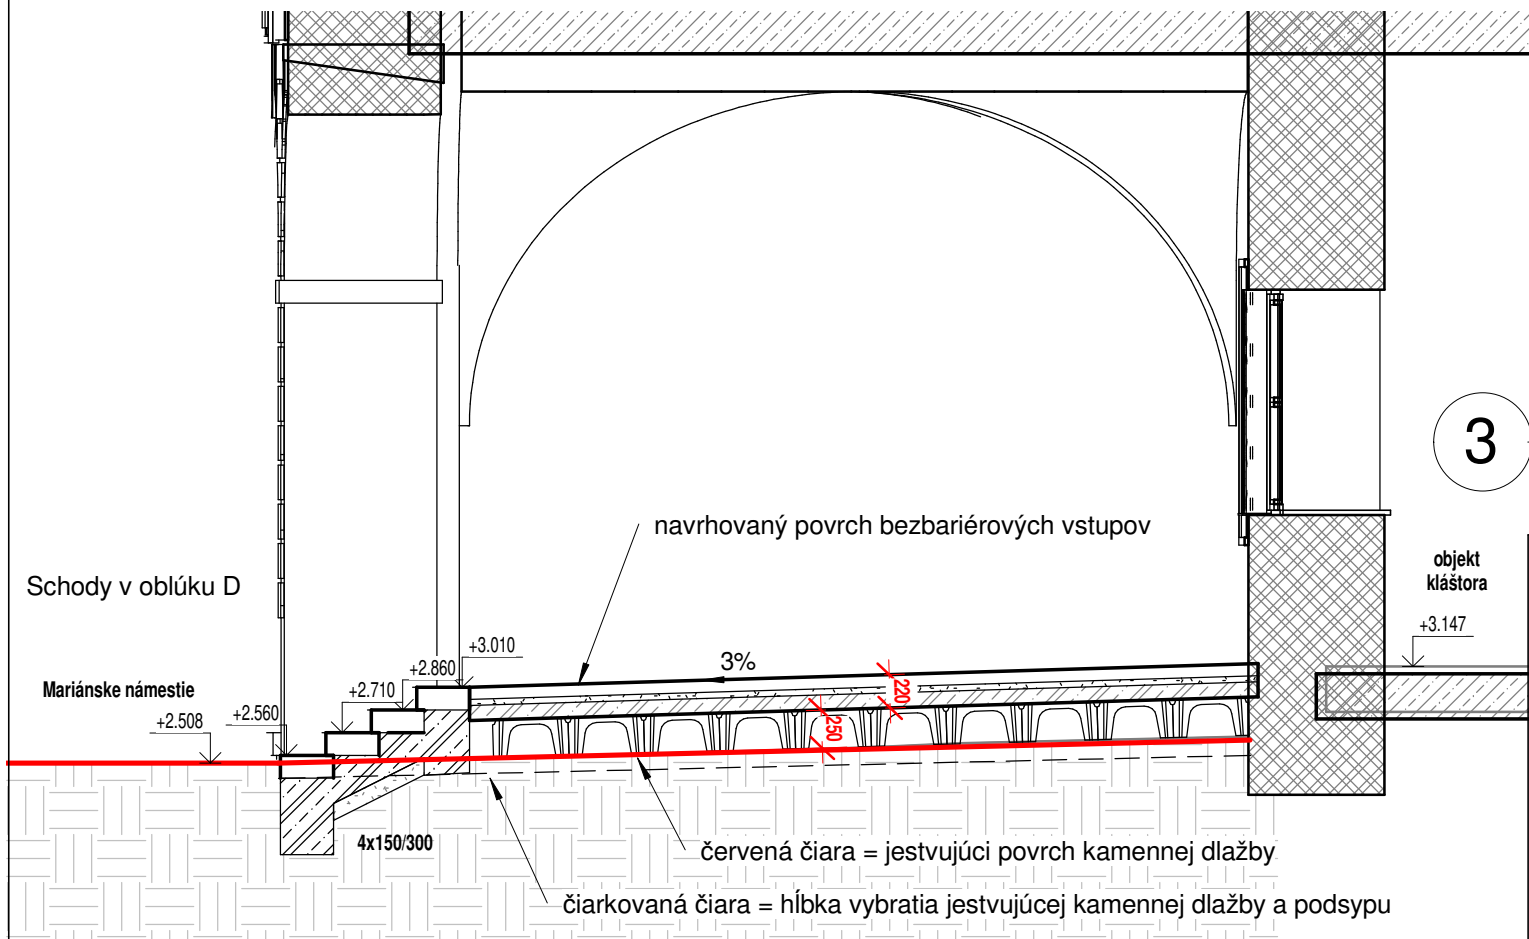 3
navrhovaný povrch bezbariérových vstupov
objekt
kláštora
Schody v oblúku D
+3.147
+3.010
3%
+2.860
Mariánske námestie
+2.710
220
+2.508
+2.560
250
4x150/300
červená čiara = jestvujúci povrch kamennej dlažby
čiarkovaná čiara = hĺbka vybratia jestvujúcej kamennej dlažby a podsypu